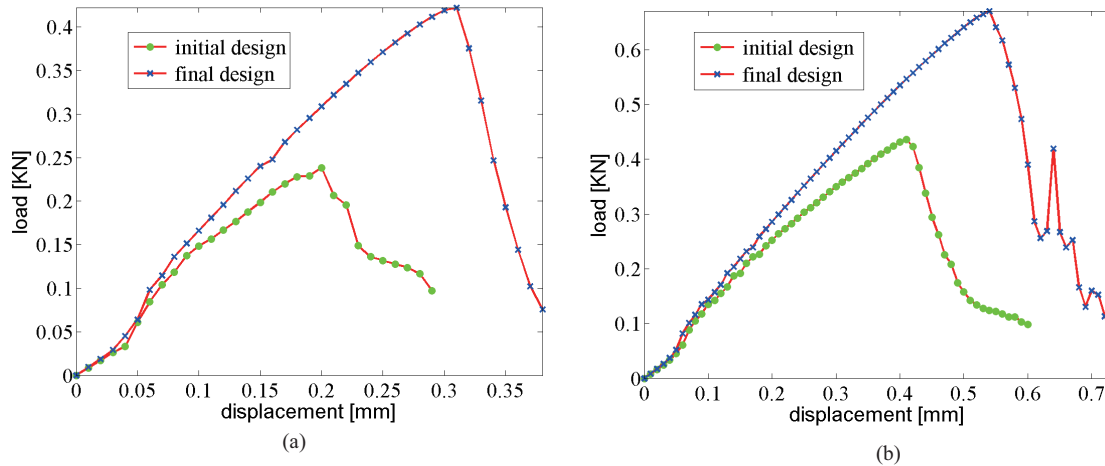 0.4
0.35
0.3
0.25
0.2
0.15
0.1
0.05
0
load [KN]
initial design
final design
0 0.05 0.1 0.15 0.2 0.25 0.3 0.35
displacement [mm]
(a)
0.6
0.5
0.4
0.3
0.2
0.1
0
load [KN]
initial design
final design
0 0.1 0.2 0.3 0.4 0.5 0.6 0.7
displacement [mm]
(b)